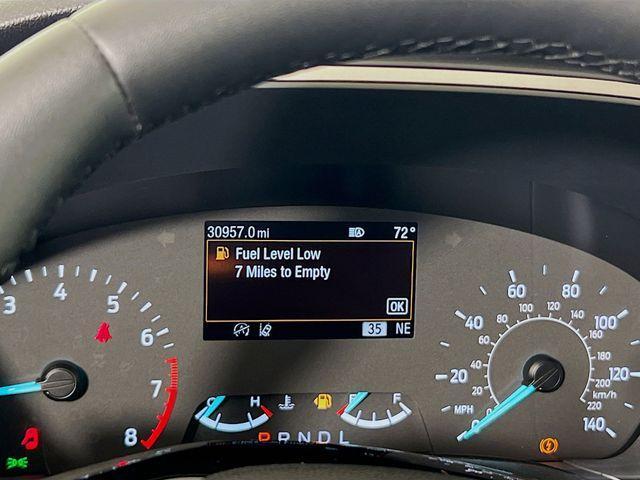 30957.0 mi 72°
Fuel Level Low
7 Miles to Empty
OK
35 NE
3 4 5 6 7 8
C H
E F
P R N D L
MPH
20 40 60 80 100 120 140
km/h
20 40 60 80 100 120 140 160 180 200 220